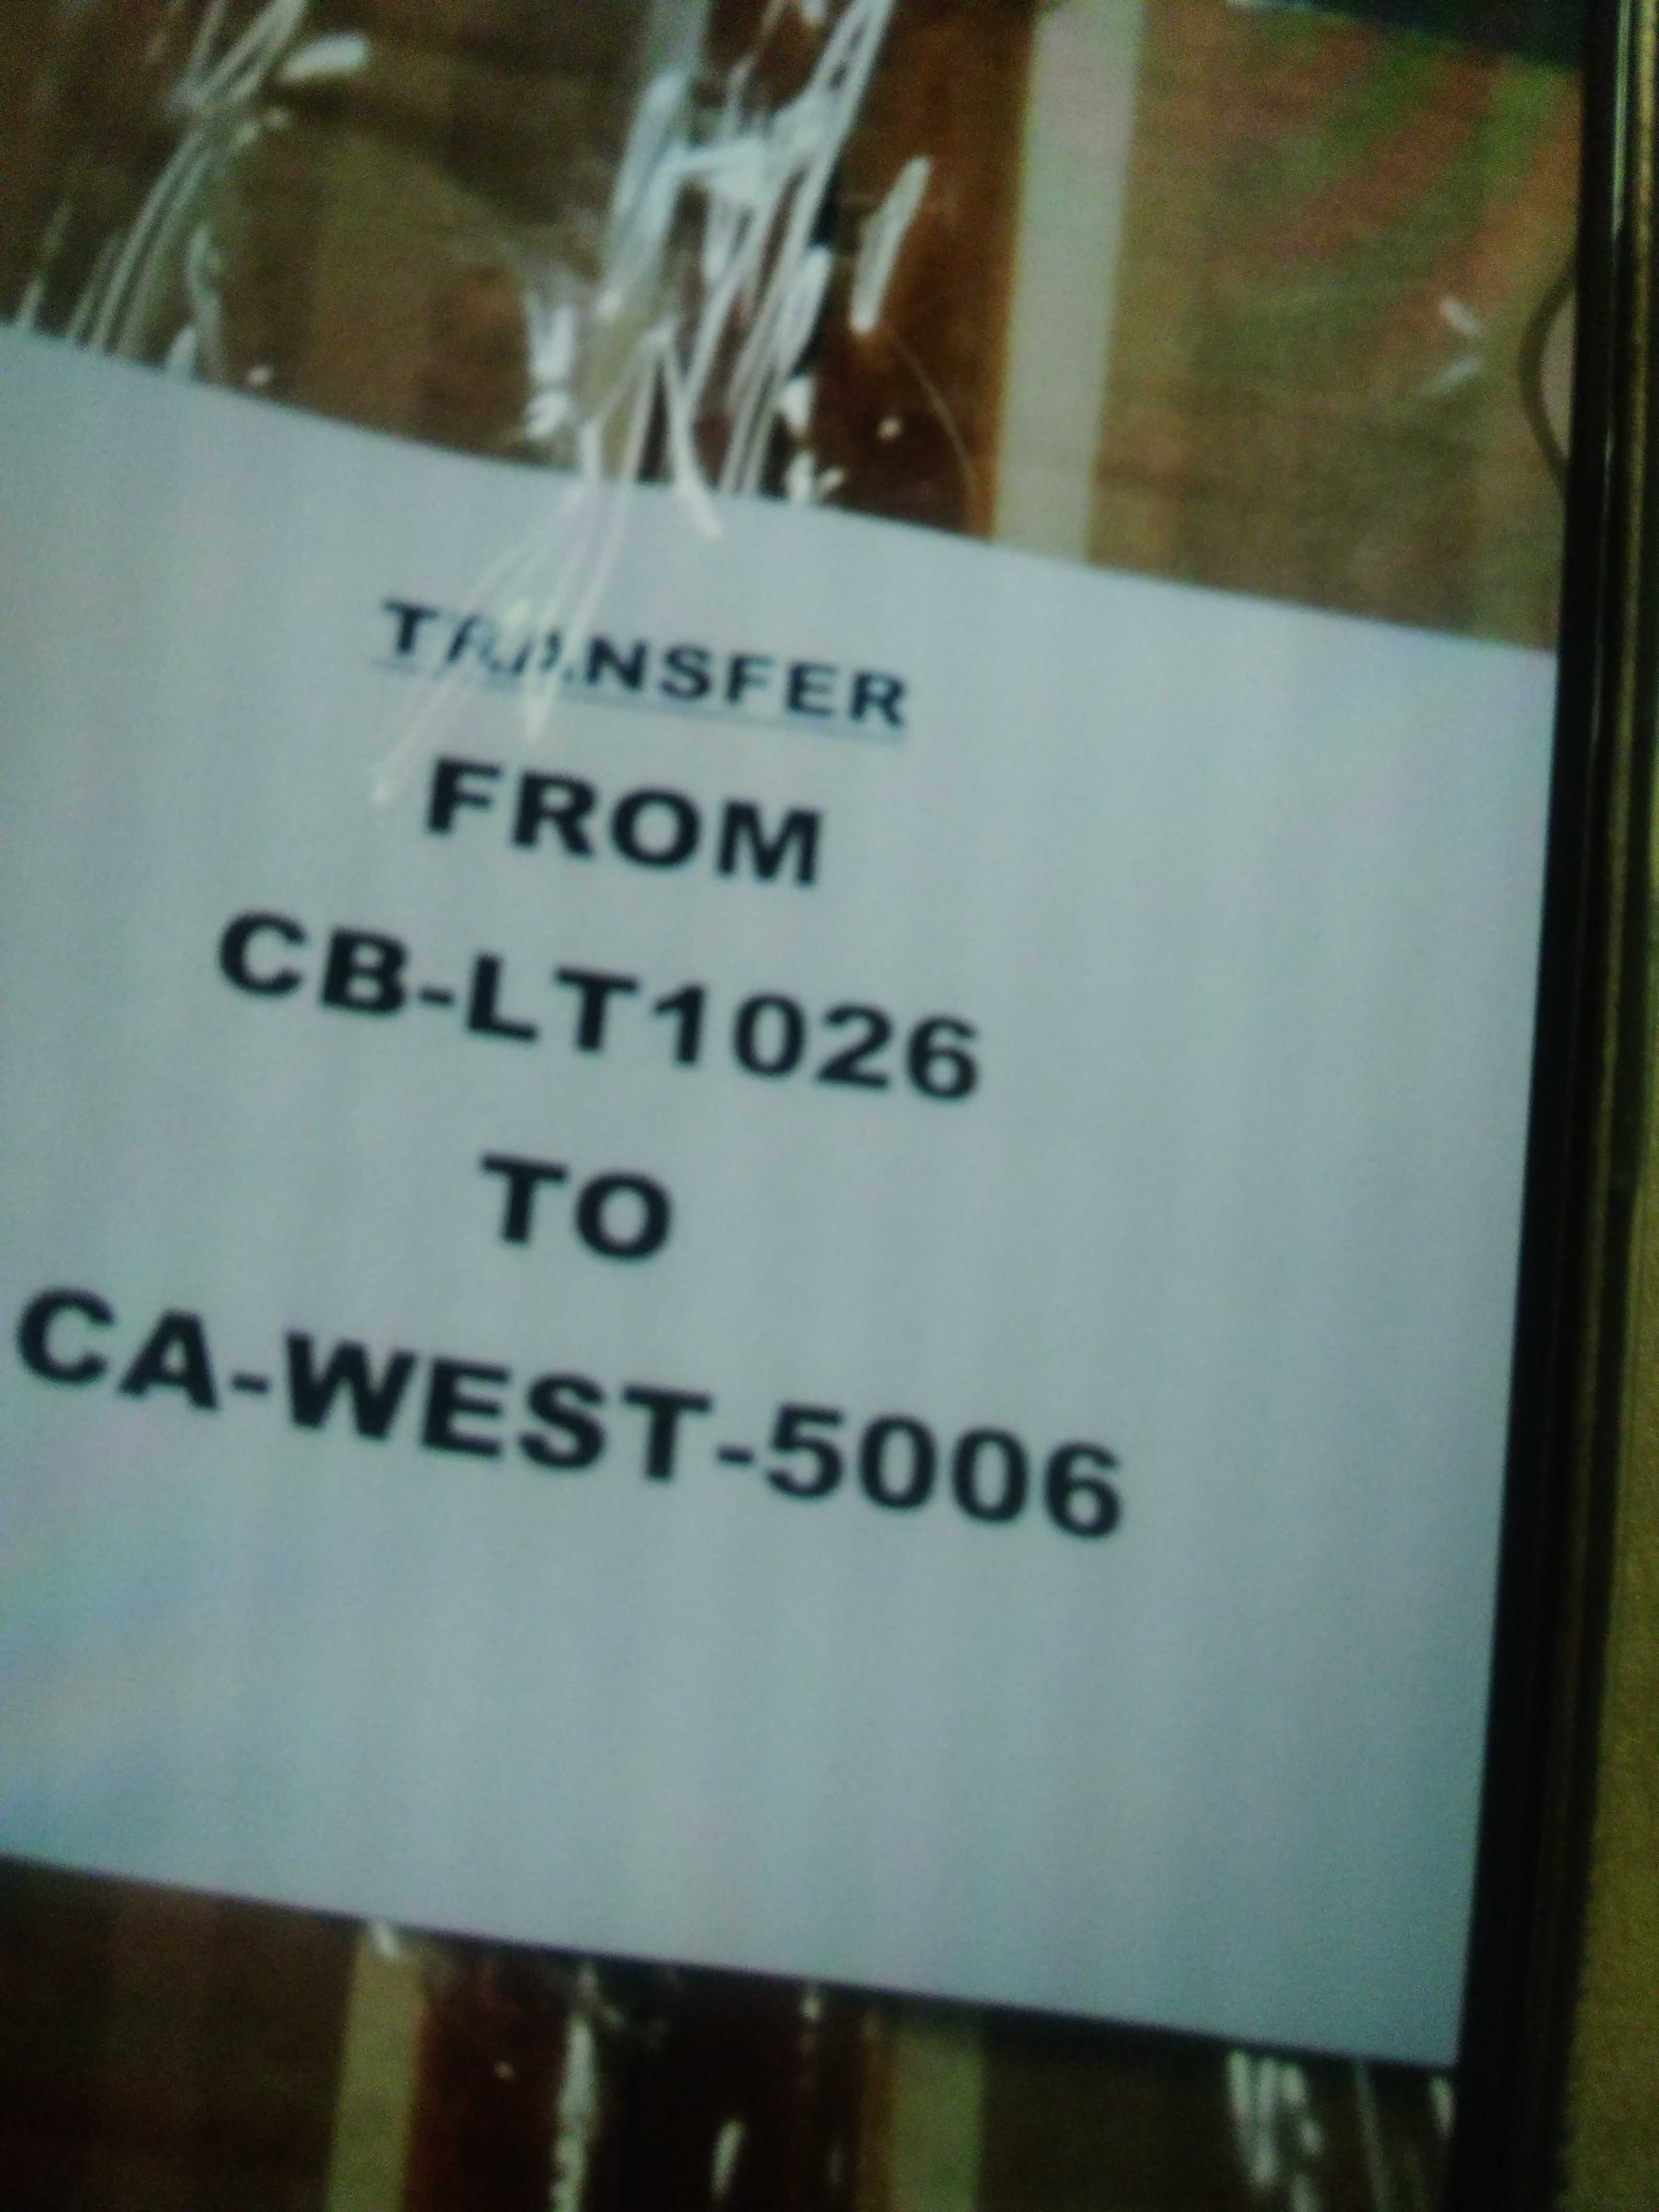 TRANSFER
FROM
CB-LT1026
TO
CA-WEST-5006